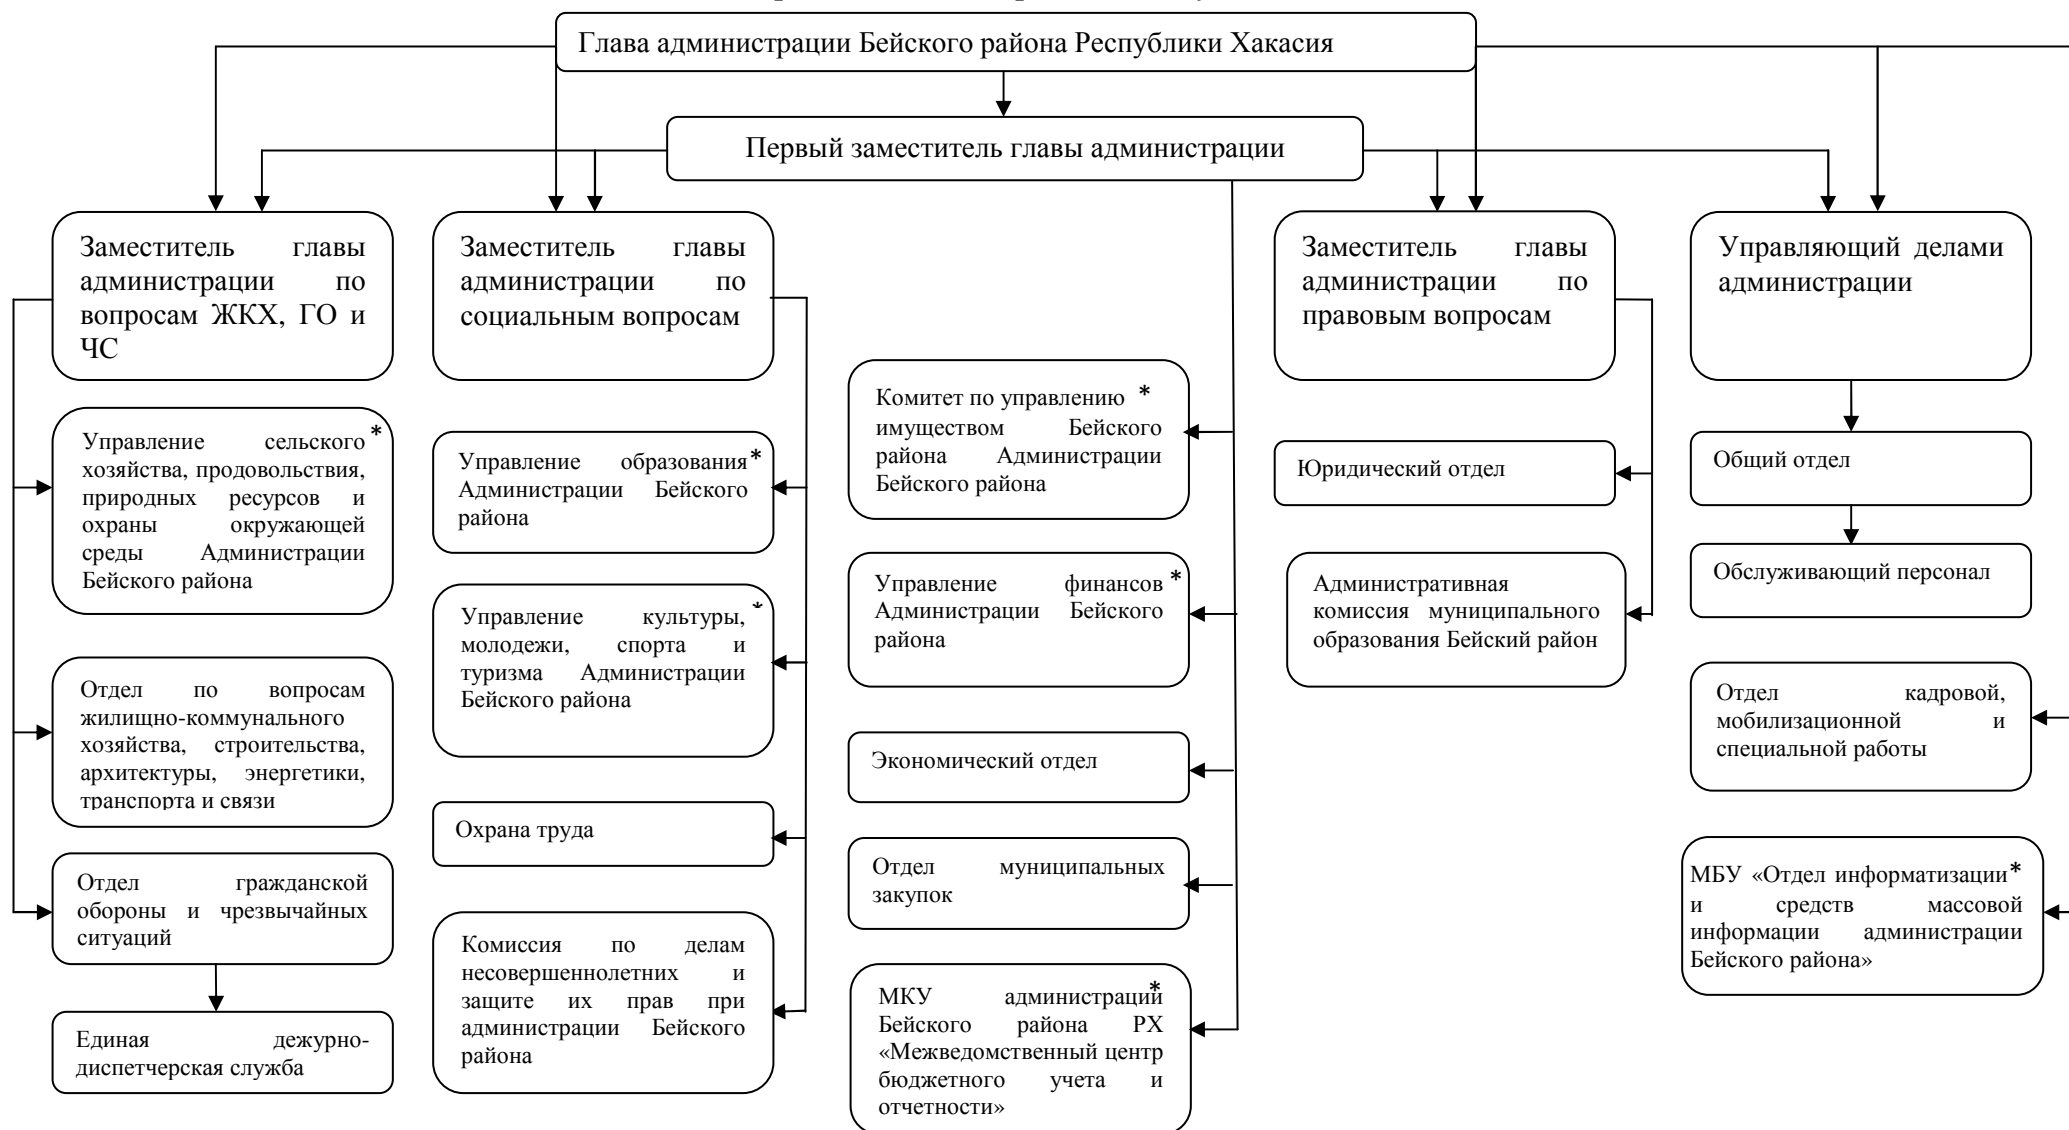 Глава администрации Бейского района Республики Хакасия
Первый заместитель главы администрации
Заместитель главы
администрации по
вопросам ЖКХ, ГО и
ЧС
Заместитель главы
администрации по
социальным вопросам
Заместитель главы
администрации по
правовым вопросам
Управляющий делами
администрации
Управление сельского *
хозяйства, продовольствия,
природных ресурсов и
охраны окружающей
среды Администрации
Бейского района
Отдел по вопросам
жилищно-коммунального
хозяйства, строительства,
архитектуры, энергетики,
транспорта и связи
Отдел гражданской
обороны и чрезвычайных
ситуаций
Единая дежурно-
диспетчерская служба
Управление образования *
Администрации Бейского
района
Управление культуры, *
молодежи, спорта и
туризма Администрации
Бейского района
Охрана труда
Комиссия по делам
несовершеннолетних и
защите их прав при
администрации Бейского
района
Комитет по управлению *
имуществом Бейского
района Администрации
Бейского района
Управление финансов *
Администрации Бейского
района
Экономический отдел
Отдел муниципальных
закупок
МКУ администраций *
Бейского района РХ
«Межведомственный центр
бюджетного учета и
отчетности»
Юридический отдел
Административная
комиссия муниципального
образования Бейский район
Общий отдел
Обслуживающий персонал
Отдел кадровой,
мобилизационной и
специальной работы
МБУ «Отдел информатизации *
и средств массовой
информации администрации
Бейского района»